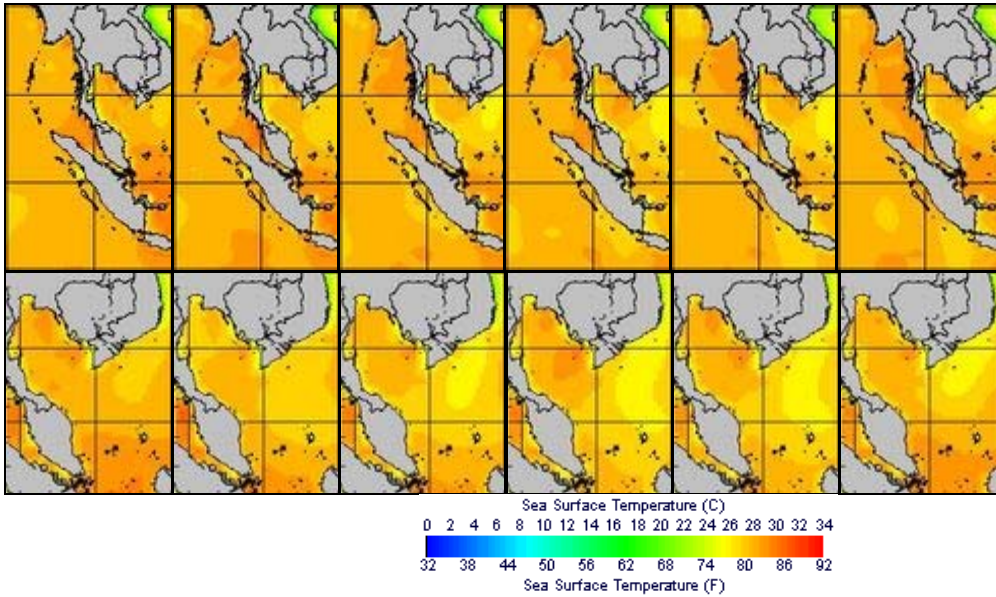 Sea Surface Temperature (C)
0 2 4 6 8 10 12 14 16 18 20 22 24 26 28 30 32 34
32 38 44 50 56 62 68 74 80 86 92
Sea Surface Temperature (F)